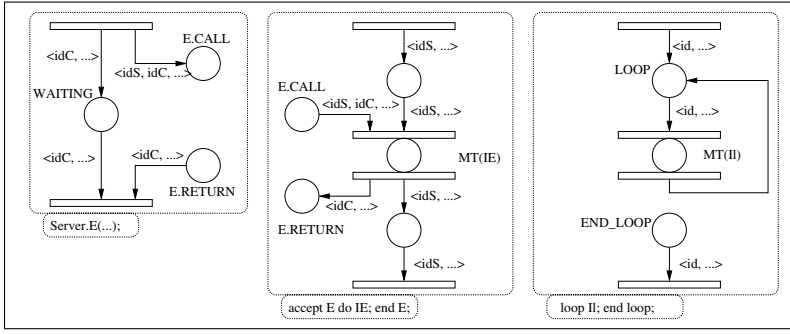 <idC, ...>
E.CALL
<idS, idC, ...>
WAITING
<idC, ...>
<idC, ...>
E.RETURN
Server.E(...);
<idS, ...>
E.CALL
<idS, idC, ...>
<idS, ...>
MT(IE)
<idC, ...>
<idS, ...>
E.RETURN
<idS, ...>
accept E do IE; end E;
<id, ...>
LOOP
<id, ...>
MT(Il)
END_LOOP
<id, ...>
loop Il; end loop;